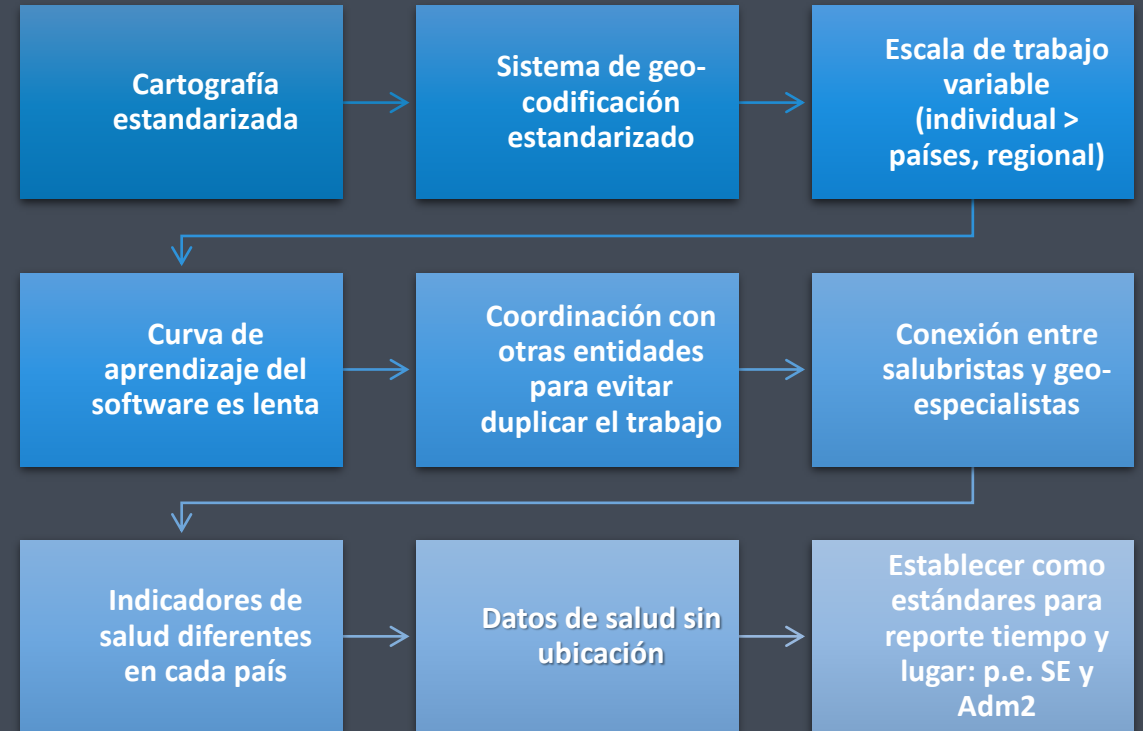 Cartografía
estandarizada
Sistema de geo-
codificación
estandarizado
Escala de trabajo
variable
(individual >
países, regional)
Curva de
aprendizaje del
software es lenta
Coordinación con
otras entidades
para evitar
duplicar el trabajo
Conexión entre
salubristas y geo-
especialistas
Indicadores de
salud diferentes
en cada país
Datos de salud sin
ubicación
Establecer como
estándares para
reporte tiempo y
lugar: p.e. SE y
Adm2